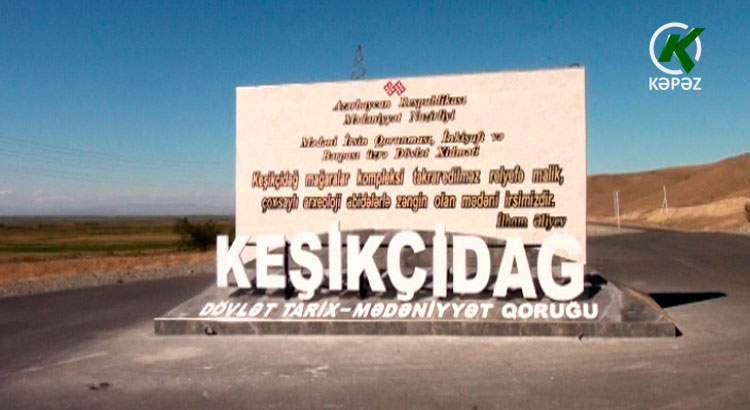 KƏPƏZ
Azərbaycan Respublikası
Mədəniyyət Nazirliyi
Mədəni İrsin Qorunması, İnkişafı və
Bərpası üzrə Dövlət Xidməti
Keşikçidağ mağaralar kompleksi təkraredilməz relyefə malik,
çoxsaylı arxeoloji abidələrlə zəngin olan mədəni irsimizdir.
İlham Əliyev
KEŞİKÇİDAĞ
DÖVLƏT TARİX-MƏDƏNİYYƏT QORUĞU